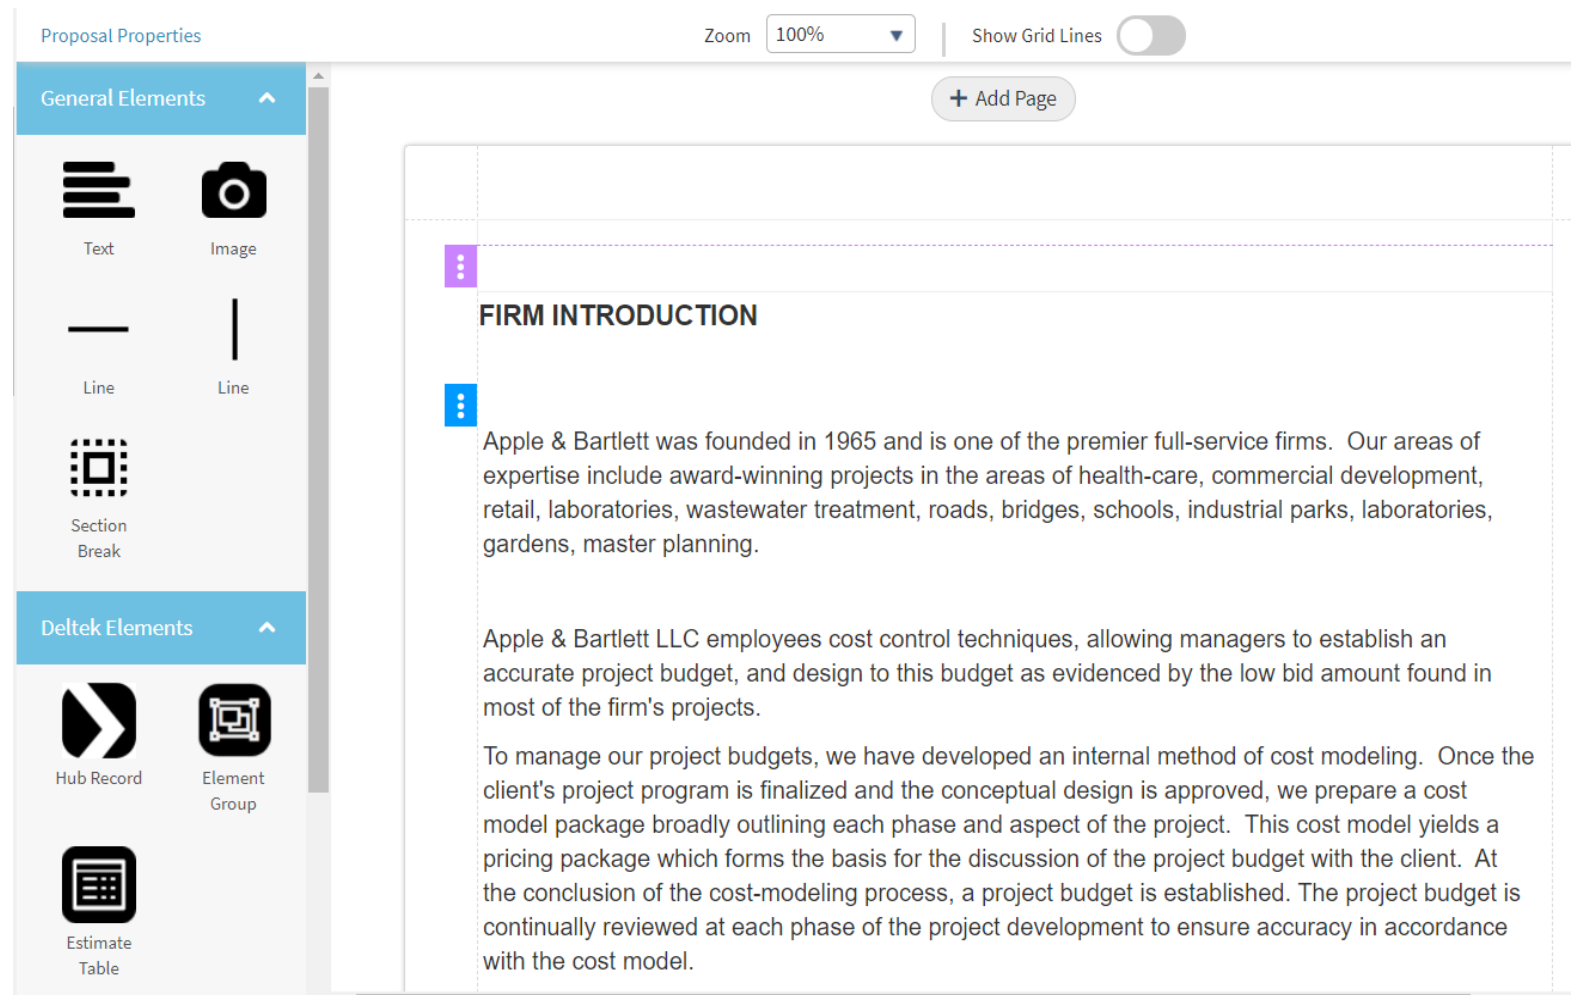 Proposal Properties
Zoom 100% Show Grid Lines
General Elements
+ Add Page
Text Image
Line Line
Section
Break
Deltek Elements
Hub Record Element
Group
Estimate
Table
FIRM INTRODUCTION
Apple & Bartlett was founded in 1965 and is one of the premier full-service firms.  Our areas of
expertise include award-winning projects in the areas of health-care, commercial development,
retail, laboratories, wastewater treatment, roads, bridges, schools, industrial parks, laboratories,
gardens, master planning.
Apple & Bartlett LLC employees cost control techniques, allowing managers to establish an
accurate project budget, and design to this budget as evidenced by the low bid amount found in
most of the firm's projects.
To manage our project budgets, we have developed an internal method of cost modeling.  Once the
client's project program is finalized and the conceptual design is approved, we prepare a cost
model package broadly outlining each phase and aspect of the project.  This cost model yields a
pricing package which forms the basis for the discussion of the project budget with the client.  At
the conclusion of the cost-modeling process, a project budget is established. The project budget is
continually reviewed at each phase of the project development to ensure accuracy in accordance
with the cost model.